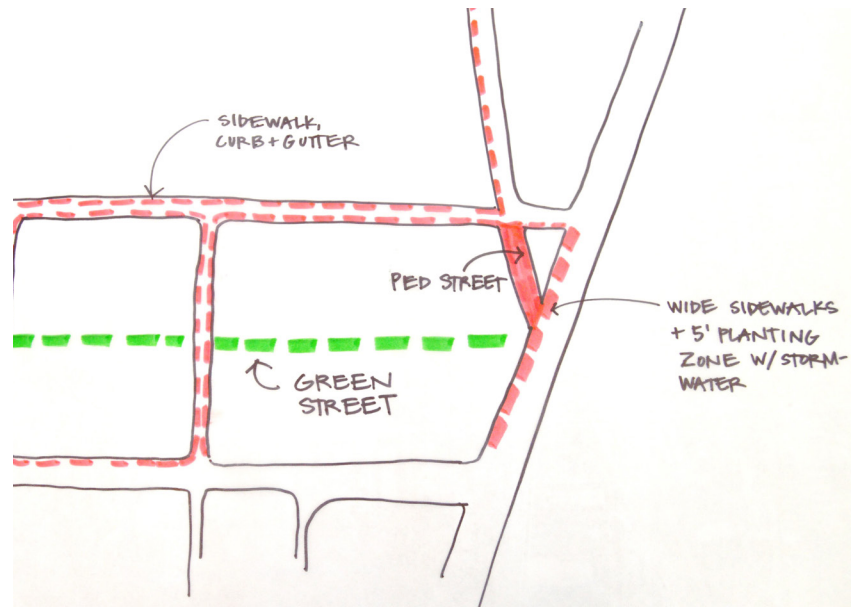 SIDEWALK,
CURB + GUTTER
PED STREET
WIDE SIDEWALKS
+ 5' PLANTING
ZONE W/ STORM-
WATER
GREEN
STREET